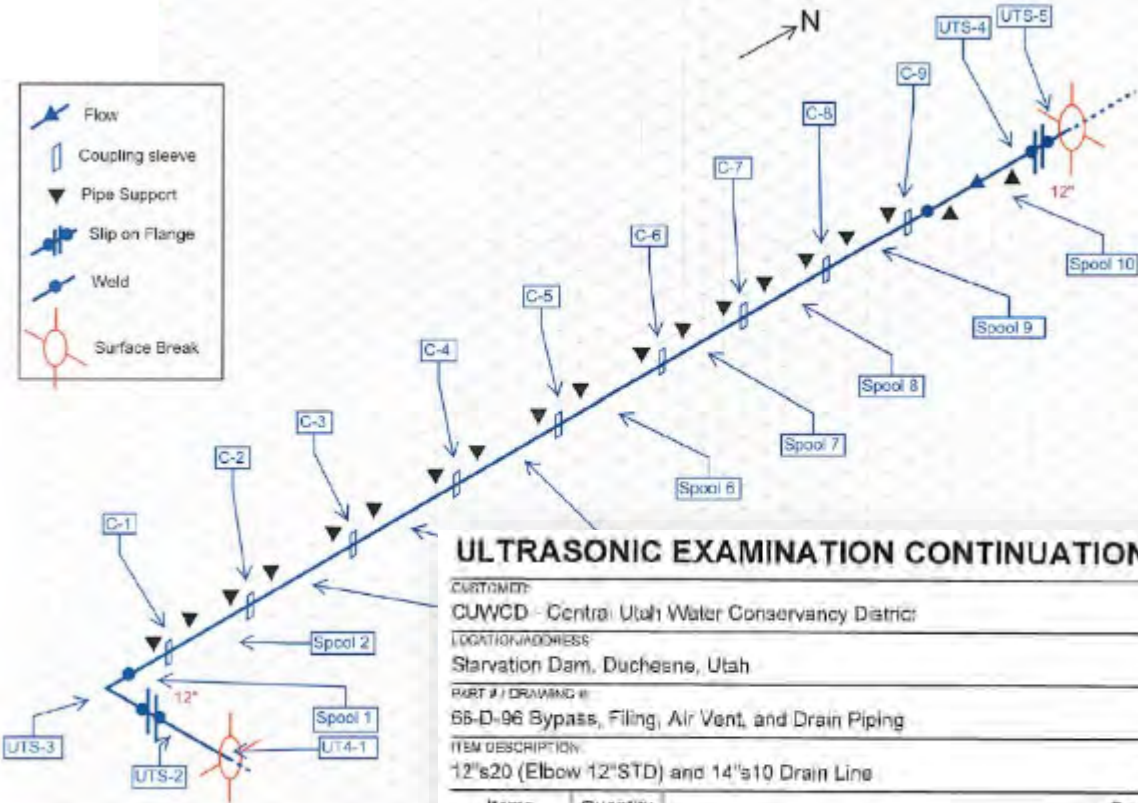 N
UTS-4
UTS-5
C-9
C-8
C-7
C-6
C-5
C-4
C-3
C-2
C-1
Flow
Coupling sleeve
Pipe Support
Slip on Flange
Weld
Surface Break
12"
Spool 10
Spool 9
Spool 8
Spool 7
Spool 6
Spool 2
12"
Spool 1
UTS-3
UT4-1
UTS-2
ULTRASONIC EXAMINATION CONTINUATION
CUSTOMER:
CUWCD - Central Utah Water Conservancy District
LOCATION/ADDRESS
Starvation Dam, Duchesne, Utah
PART # / DRAWING #:
66-D-96 Bypass, Filing, Air Vent, and Drain Piping
ITEM DESCRIPTION:
12"s20 (Elbow 12"STD) and 14"s10 Drain Line
Quantity